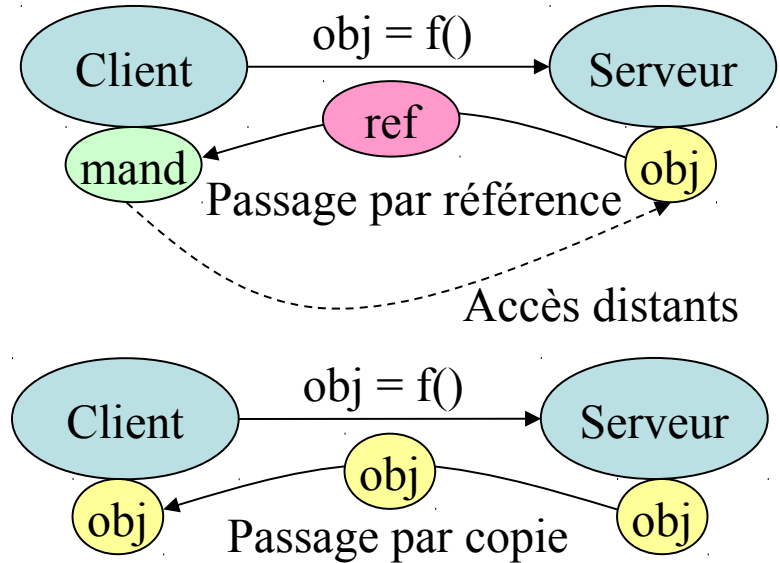 obj = f()
Client
Serveur
ref
mand
obj
Passage par référence
Accès distants
obj = f()
Client
Serveur
obj
obj
obj
Passage par copie